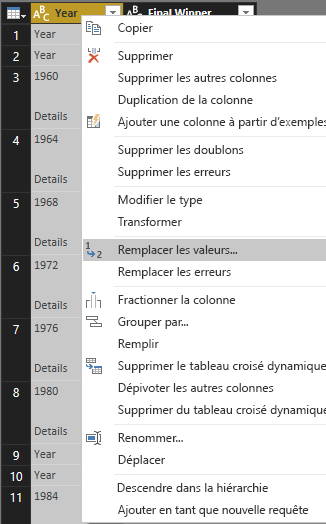 ABC Year Final Winner
Copier
1 Year
Supprimer
2 Year
Supprimer les autres colonnes
3 1960
Duplication de la colonne
Details
Ajouter une colonne à partir d'exemples
4 1964
Supprimer les doublons
Details
Supprimer les erreurs
5 1968
Modifier le type
Transformer
Details
1 2 Remplacer les valeurs...
6 1972
Remplacer les erreurs
Details
Fractionner la colonne
7 1976
Grouper par...
Remplir
Details
Supprimer le tableau croisé dynamique
8 1980
Dépivoter les autres colonnes
Supprimer du tableau croisé dynamique
Details
Renommer...
9 Year
Déplacer
10 Year
Descendre dans la hiérarchie
11 1984
Ajouter en tant que nouvelle requête